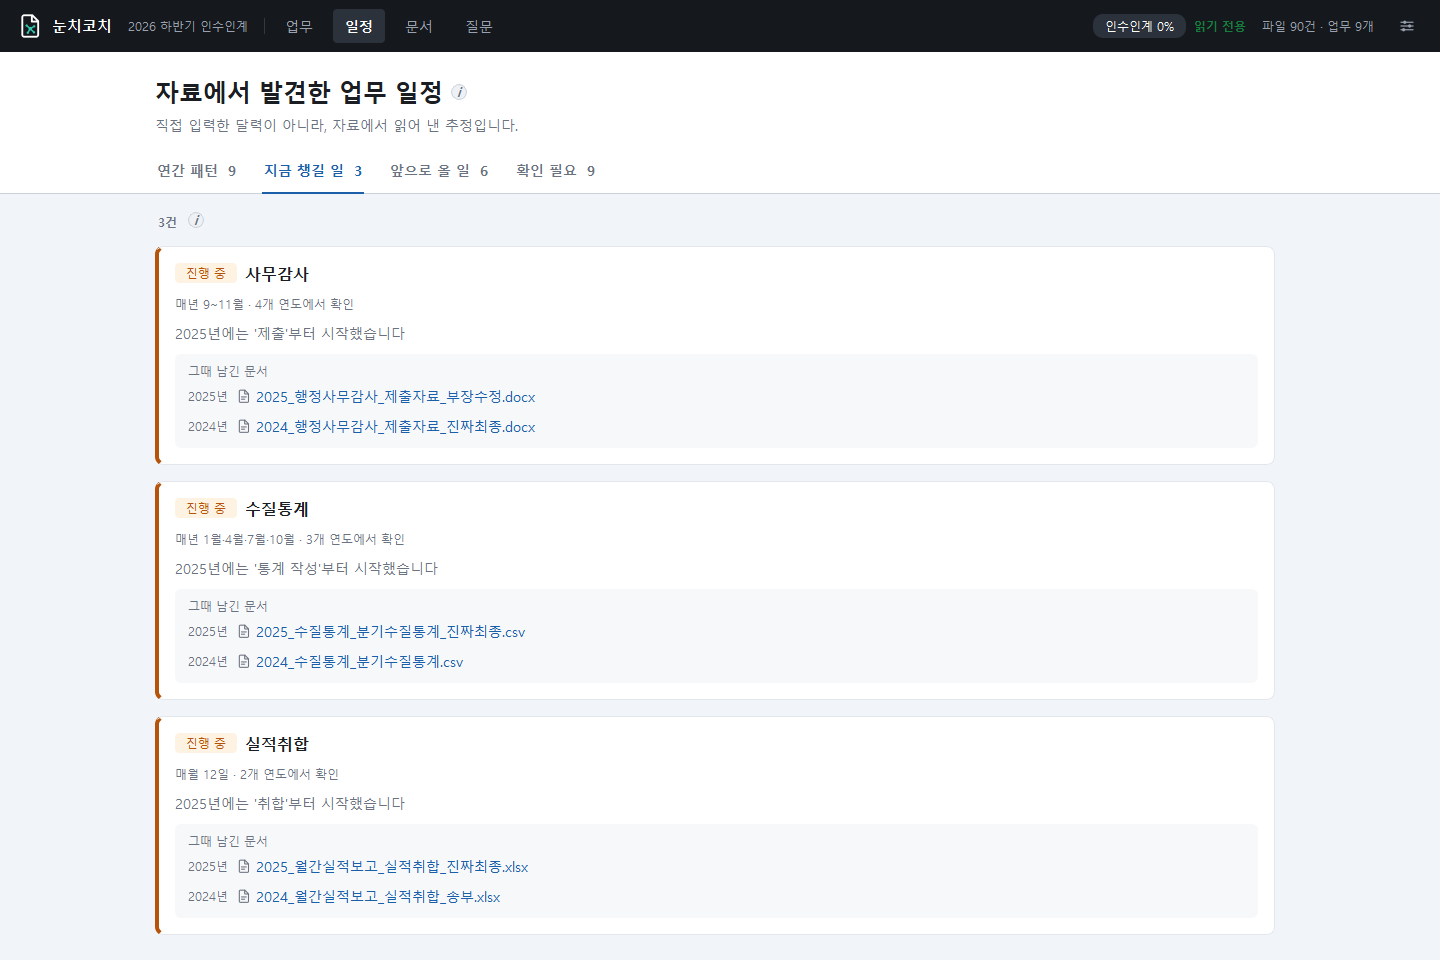 눈치코치 2026 하반기 인수인계 업무 일정 문서 질문 인수인계 0% 읽기 전용 파일 90건 · 업무 9개
자료에서 발견한 업무 일정 i
직접 입력한 달력이 아니라, 자료에서 읽어 낸 추정입니다.
연간 패턴 9 지금 챙길 일 3 앞으로 올 일 6 확인 필요 9
3건 i
진행 중 사무감사
매년 9~11월 · 4개 연도에서 확인
2025년에는 '제출'부터 시작했습니다
그때 남긴 문서
2025년 2025_행정사무감사_제출자료_부장수정.docx
2024년 2024_행정사무감사_제출자료_진짜최종.docx
진행 중 수질통계
매년 1월·4월·7월·10월 · 3개 연도에서 확인
2025년에는 '통계 작성'부터 시작했습니다
그때 남긴 문서
2025년 2025_수질통계_분기수질통계_진짜최종.csv
2024년 2024_수질통계_분기수질통계.csv
진행 중 실적취합
매월 12일 · 2개 연도에서 확인
2025년에는 '취합'부터 시작했습니다
그때 남긴 문서
2025년 2025_월간실적보고_실적취합_진짜최종.xlsx
2024년 2024_월간실적보고_실적취합_송부.xlsx